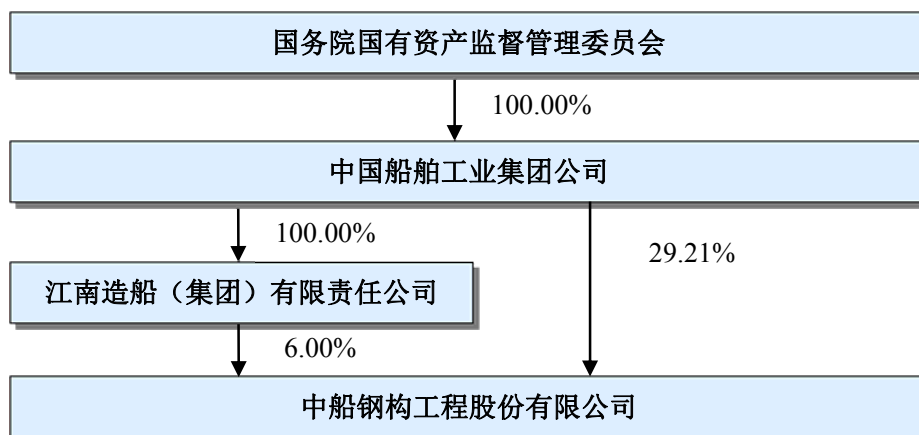 国务院国有资产监督管理委员会
100.00%
中国船舶工业集团公司
100.00%
29.21%
江南造船（集团）有限责任公司
6.00%
中船钢构工程股份有限公司